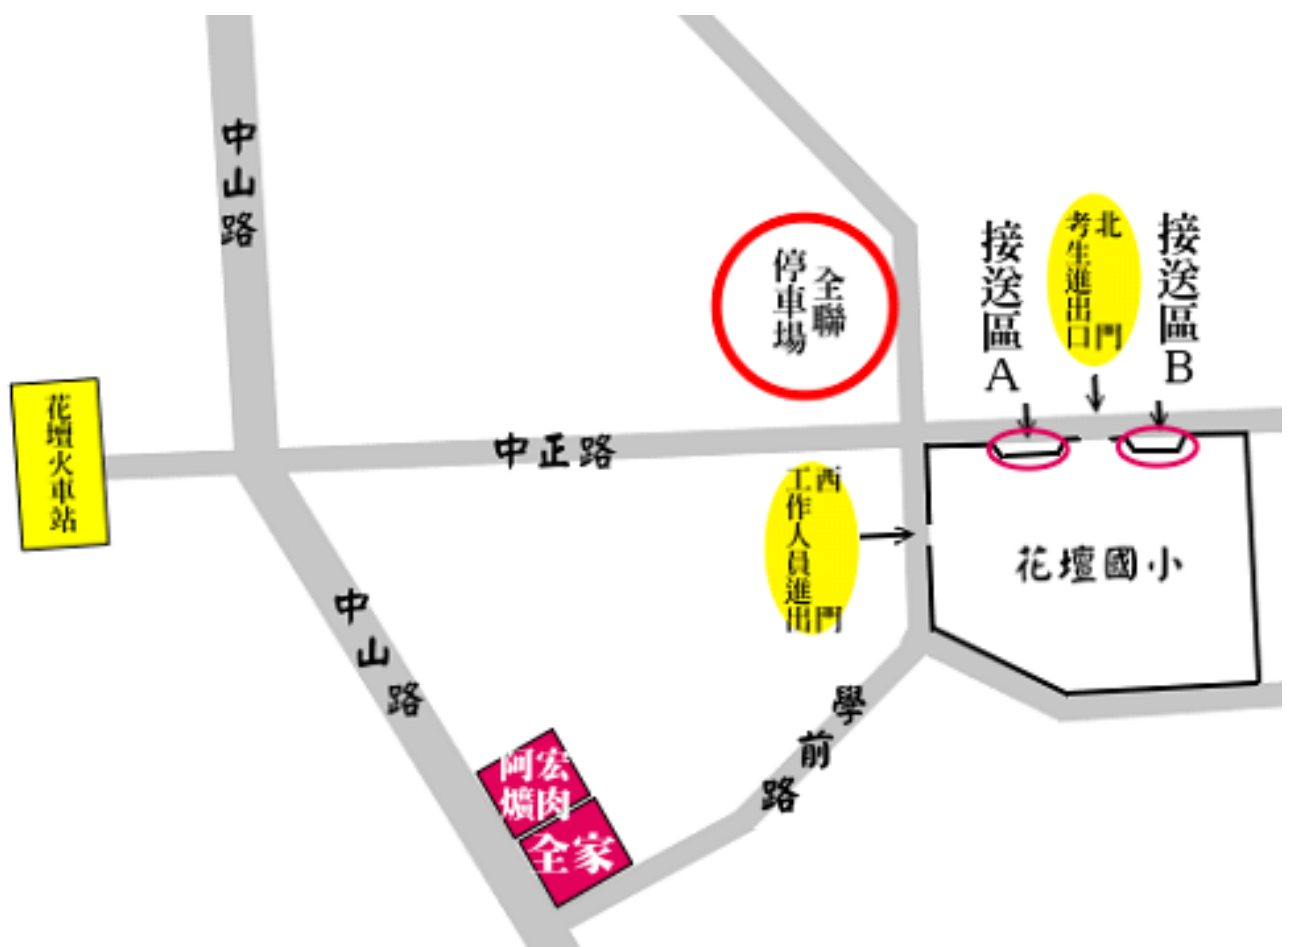 中山路
全聯
停車場
接送區A
北門
考生進出口
接送區B
花壇火車站
中正路
西門
工作人員進出
花壇國小
中山路
學前路
阿宏
爌肉
全家